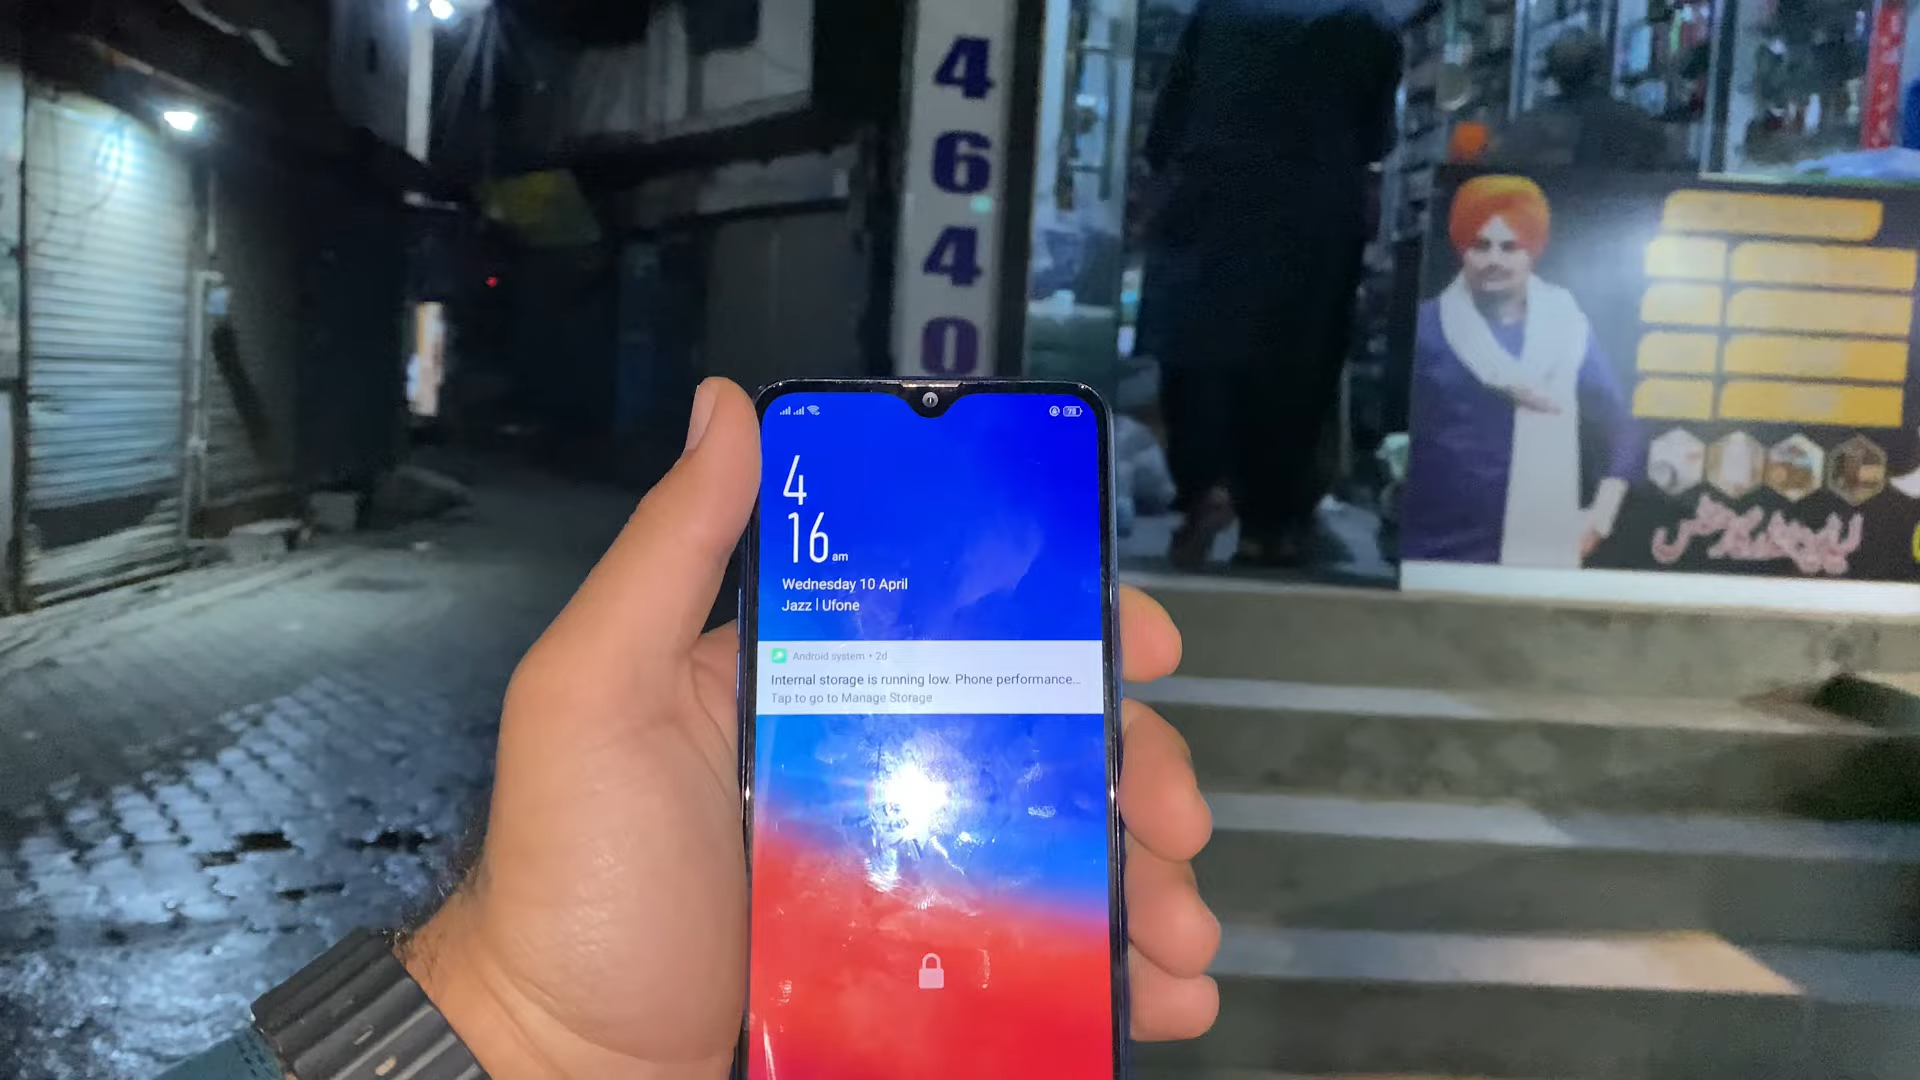 4
6
4
0
78
4
16 am
Wednesday 10 April
Jazz | Ufone
Android system • 2d
Internal storage is running low. Phone performance...
Tap to go to Manage Storage